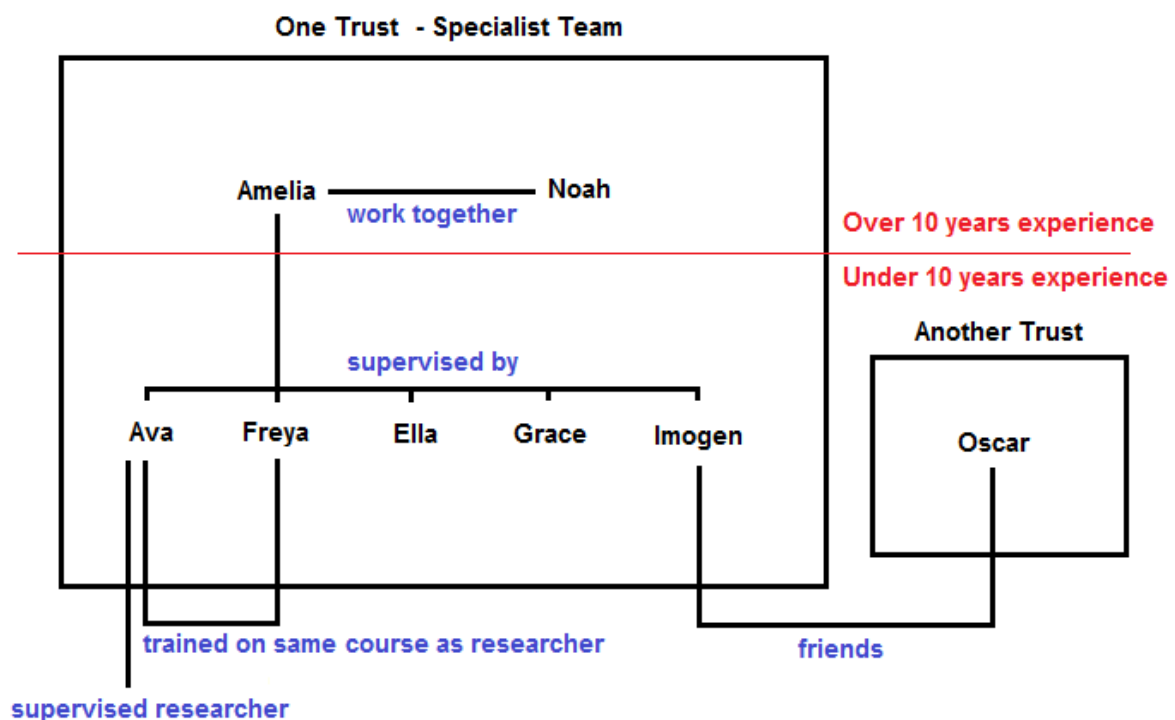 One Trust - Specialist Team
Amelia
Noah
work together
Over 10 years experience
Under 10 years experience
Another Trust
supervised by
Ava
Freya
Ella
Grace
Imogen
Oscar
trained on same course as researcher
friends
supervised researcher